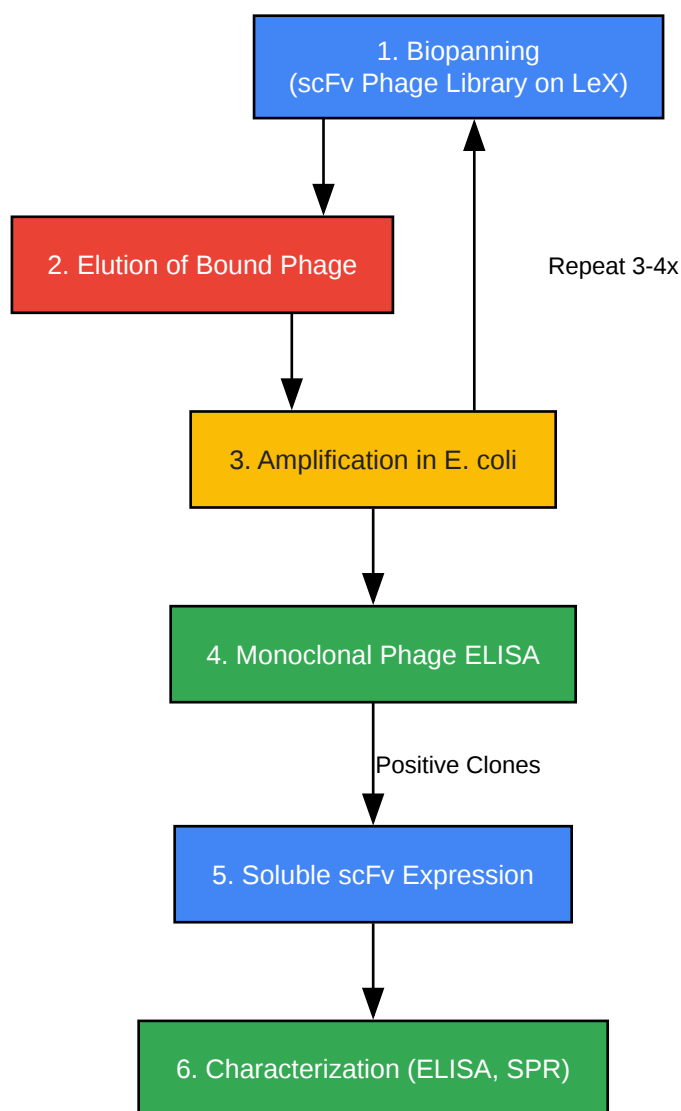 1. Biopanning
(scFv Phage Library on LeX)
2. Elution of Bound Phage
Repeat 3-4x
3. Amplification in E. coli
4. Monoclonal Phage ELISA
Positive Clones
5. Soluble scFv Expression
6. Characterization (ELISA, SPR)